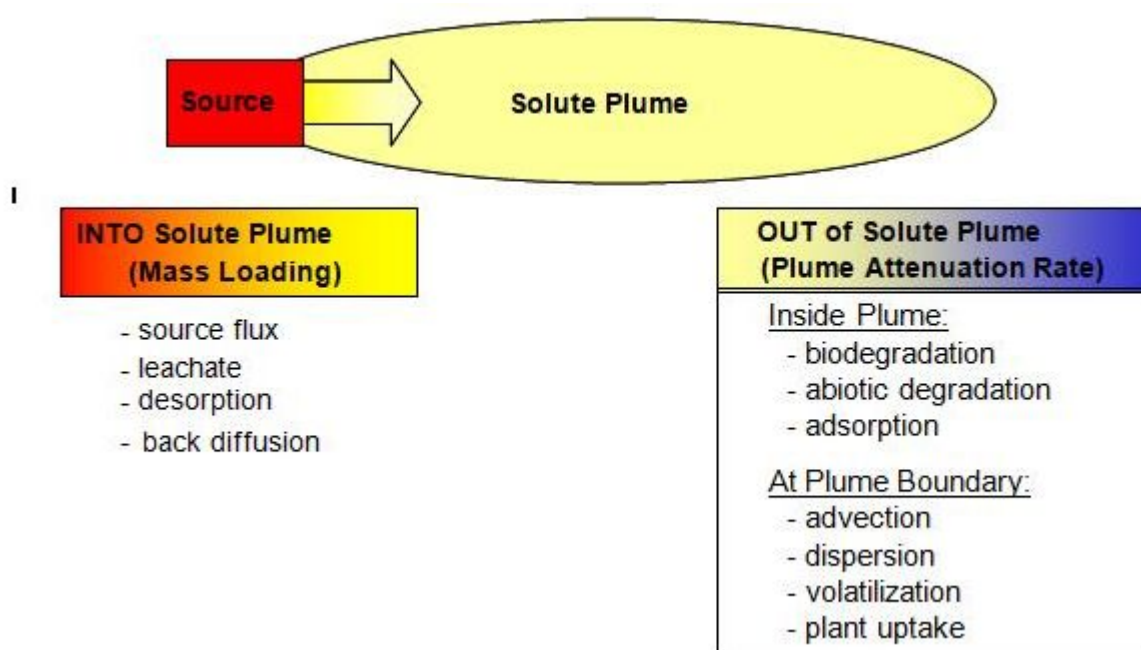 Source
Solute Plume
INTO Solute Plume
(Mass Loading)
- source flux
- leachate
- desorption
- back diffusion
OUT of Solute Plume
(Plume Attenuation Rate)
Inside Plume:
- biodegradation
- abiotic degradation
- adsorption
At Plume Boundary:
- advection
- dispersion
- volatilization
- plant uptake